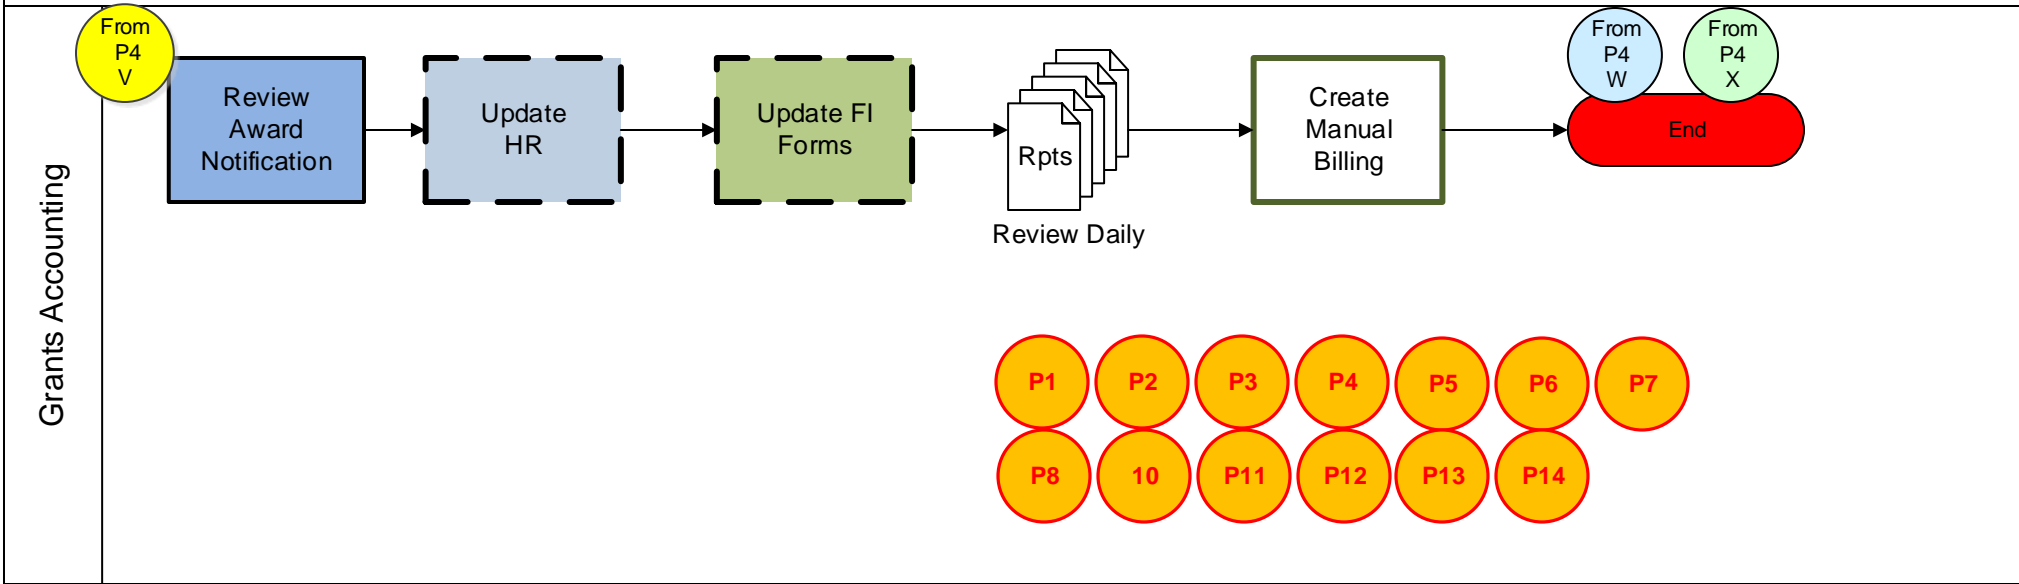 From
P4
V
Review
Award
Notification
Update
HR
Update FI
Forms
Rpts
Review Daily
Create
Manual
Billing
From
P4
W
From
P4
X
End
Grants Accounting
P1 P2 P3 P4 P5 P6 P7
P8 10 P11 P12 P13 P14